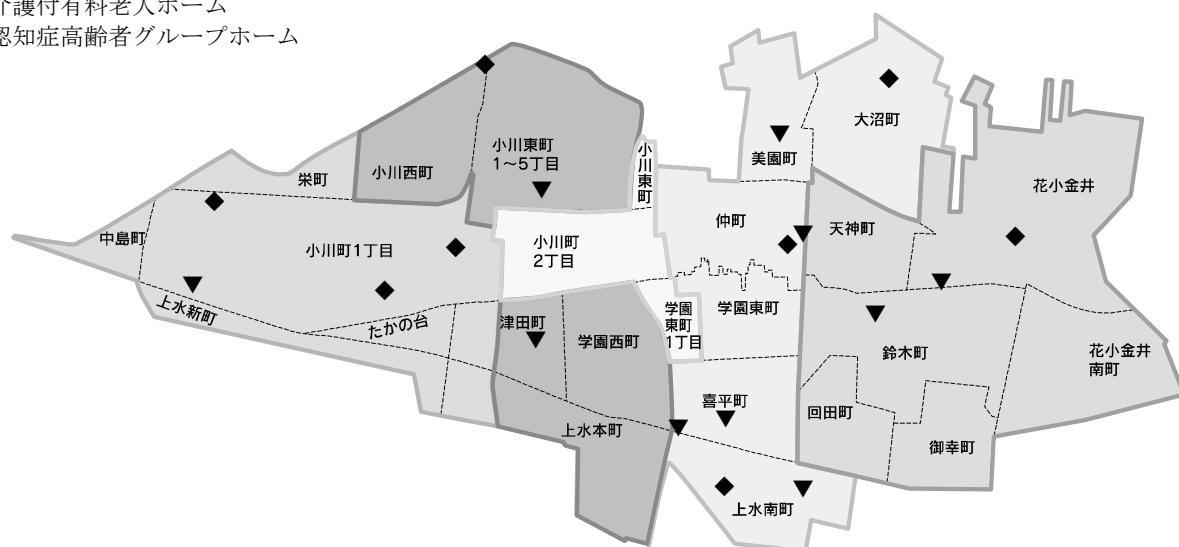 介護付有料老人ホーム
認知症高齢者グループホーム
大沼町
小川東町
1〜5丁目
小川東町
美園町
小川西町
栄町
花小金井
仲町
天神町
中島町
小川町1丁目
小川町
2丁目
上水新町
たかの台
津田町
学園西町
学園
東町
1丁目
学園東町
鈴木町
花小金井
南町
喜平町
回田町
上水本町
御幸町
上水南町